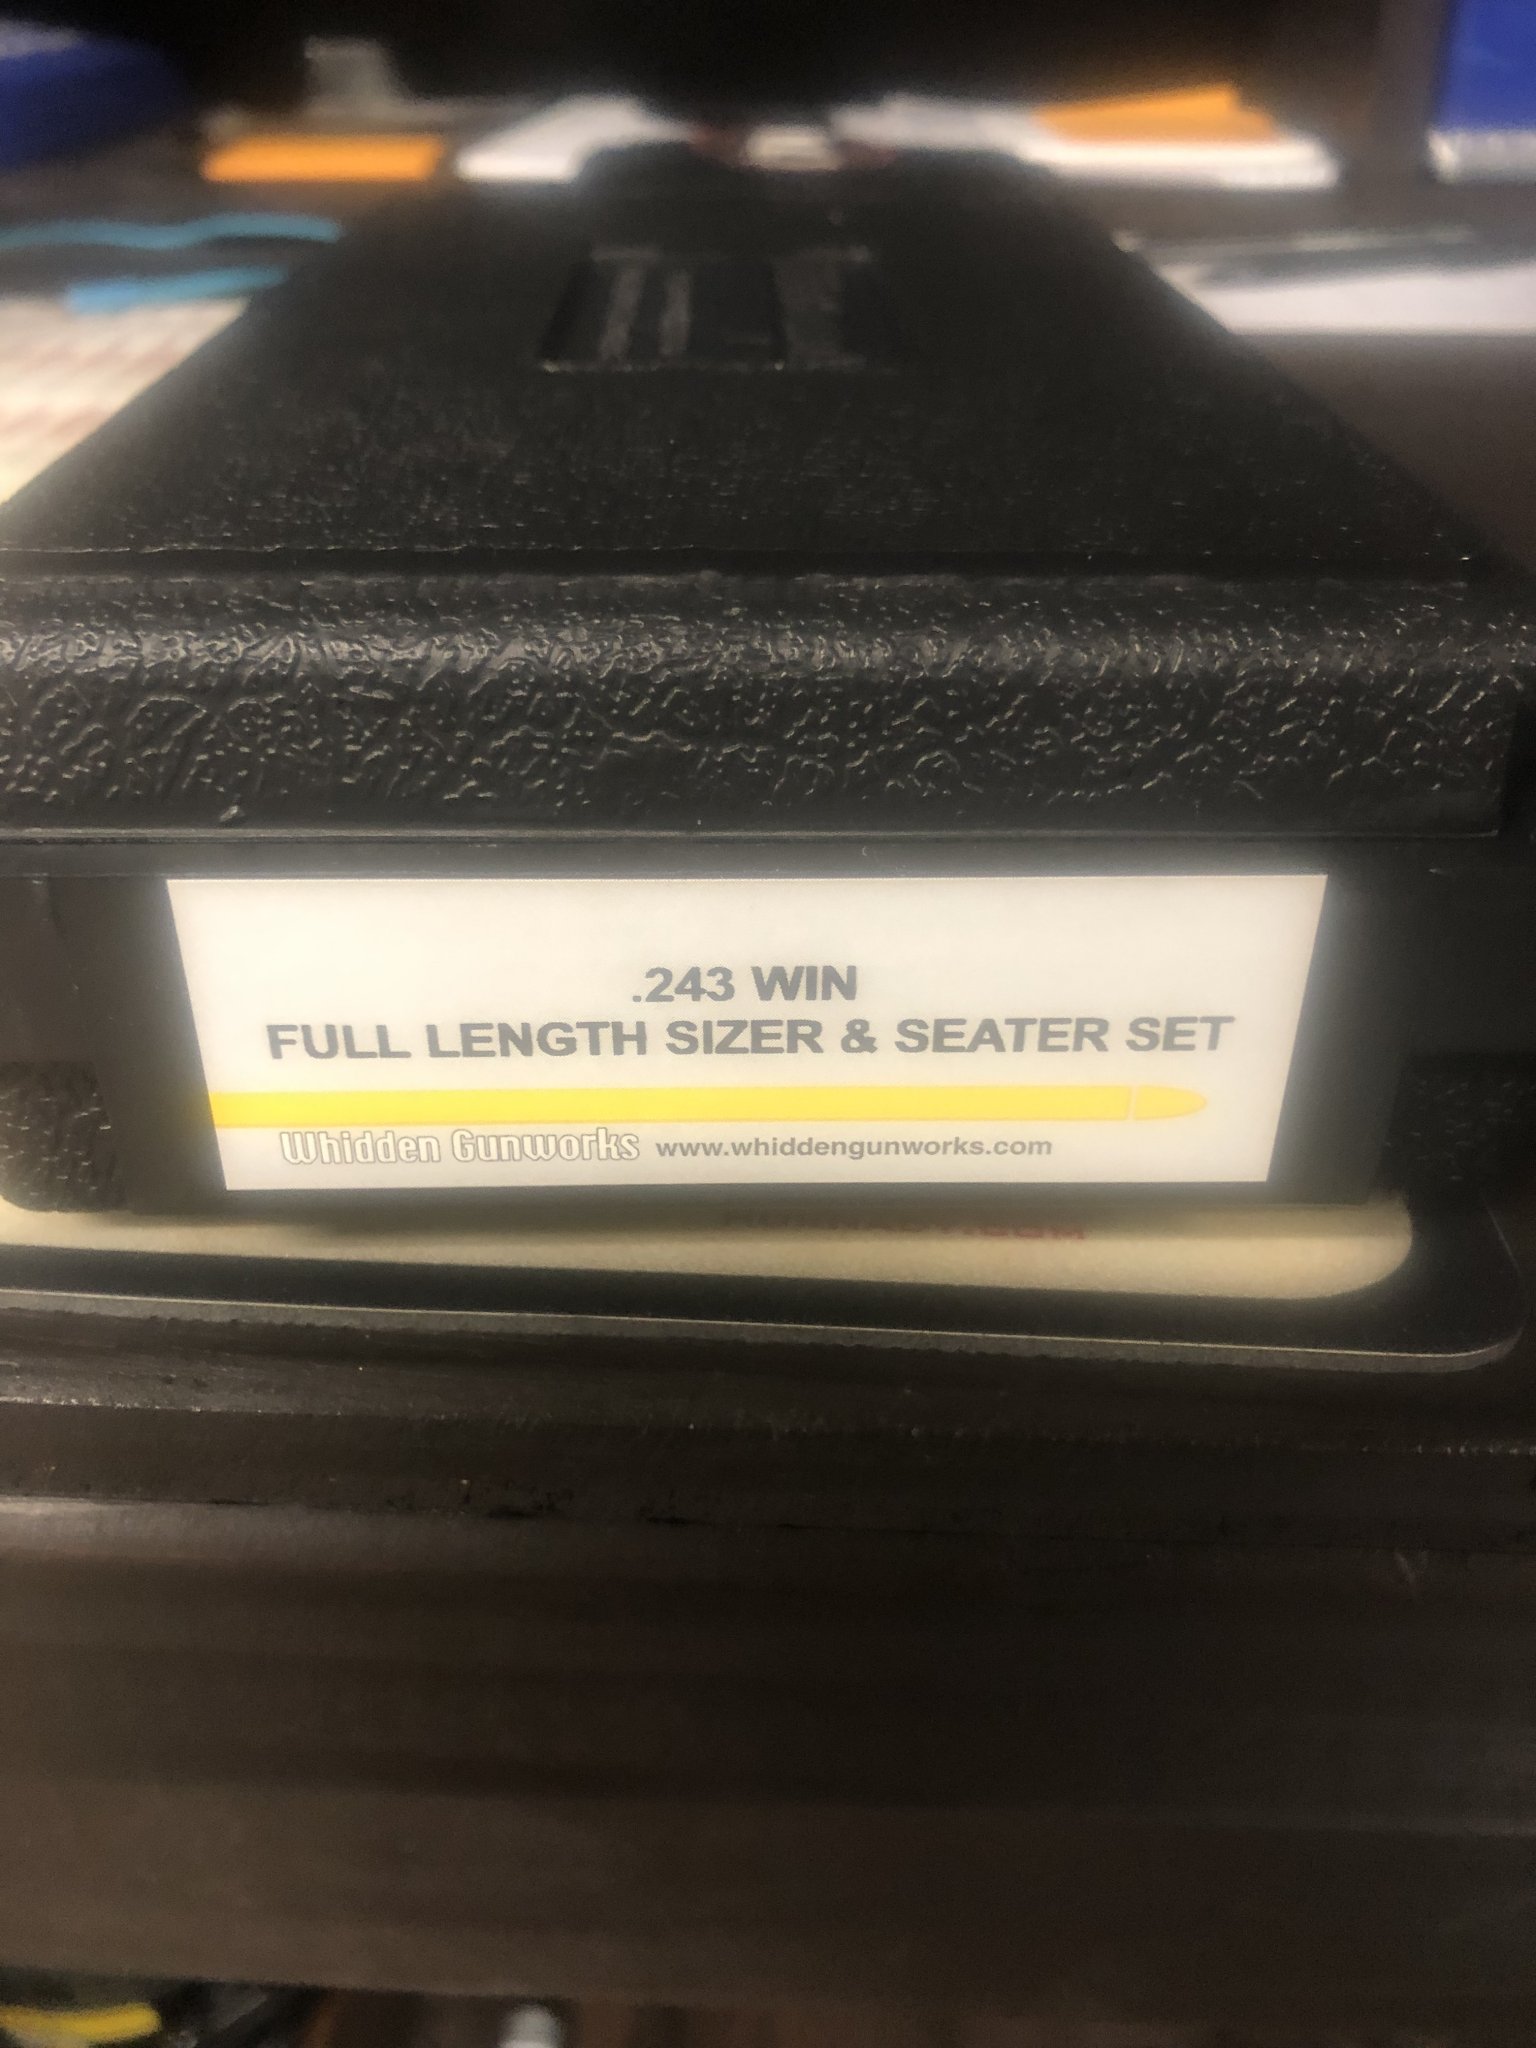 .243 WIN
FULL LENGTH SIZER & SEATER SET
Whidden Gunworks www.whiddengunworks.com